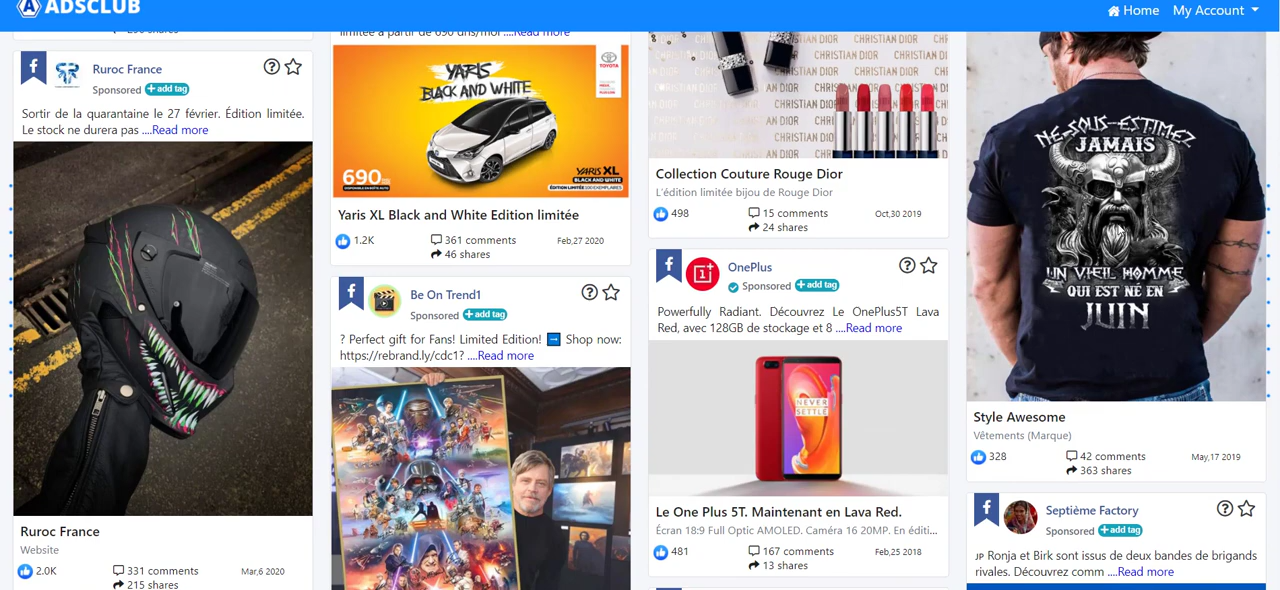 ADSCLUB
Home
My Account
Ruroc France
Sponsored + add tag
Sortir de la quarantaine le 27 février. Édition limitée.
Le stock ne durera pas ....Read more
Ruroc France
Website
2.0K
331 comments
215 shares
Mar,6 2020
limitée à partir de 690 dhs/moi ....Read more
YARIS
BLACK AND WHITE
TOYOTA
690
YARIS XL
BLACK AND WHITE
ÉDITION LIMITÉE 100 EXEMPLAIRES
Yaris XL Black and White Edition limitée
1.2K
361 comments
46 shares
Feb,27 2020
Be On Trend1
Sponsored + add tag
? Perfect gift for Fans! Limited Edition! ➡ Shop now:
https://rebrand.ly/cdc1? ....Read more
CHRISTIAN DIOR
Collection Couture Rouge Dior
L'édition limitée bijou de Rouge Dior
498
15 comments
24 shares
Oct,30 2019
OnePlus
Sponsored + add tag
Powerfully Radiant. Découvrez Le OnePlus5T Lava
Red, avec 128GB de stockage et 8 ....Read more
NEVER
SETTLE
Le One Plus 5T. Maintenant en Lava Red.
Écran 18:9 Full Optic AMOLED. Caméra 16 20MP. En éditi...
481
167 comments
13 shares
Feb,25 2018
NE-SOUS-ESTIMEZ
JAMAIS
UN VIEIL HOMME
QUI EST NÉ EN
JUIN
Style Awesome
Vêtements (Marque)
328
42 comments
363 shares
May,17 2019
Septième Factory
Sponsored + add tag
JP Ronja et Birk sont issus de deux bandes de brigands
rivales. Découvrez comm ....Read more